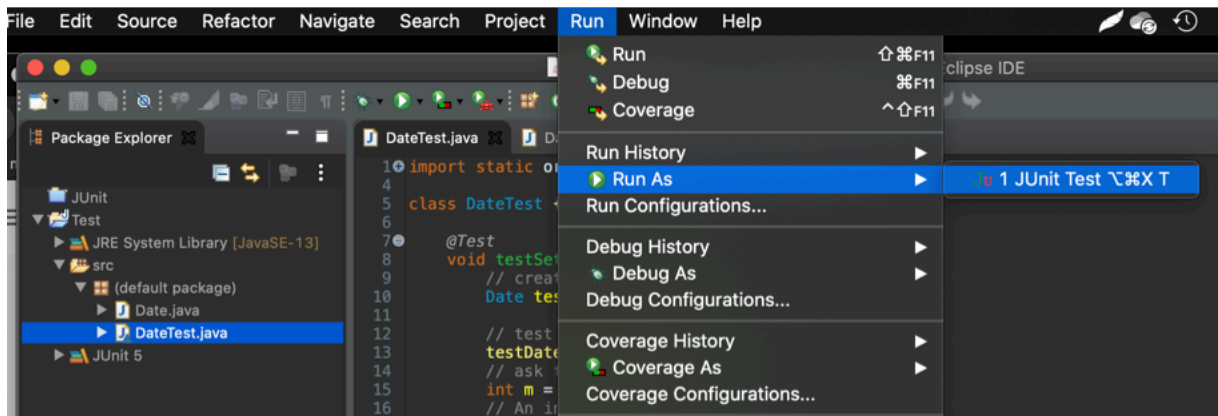 File Edit Source Refactor Navigate Search Project Run Window Help
Eclipse IDE
Package Explorer
JUnit
Test
JRE System Library [JavaSE-13]
src
(default package)
Date.java
DateTest.java
JUnit 5
DateTest.java
D
1 import static o
4
5 class DateTest
6
7 @Test
8 void testSet
9 // creat
10 Date tes
11
12 // test
13 testDate
14 // ask
15 int m =
16 // An i
Run ⇧⌘F11
Debug ⌘F11
Coverage ^⇧F11
Run History
Run As
Run Configurations...
Debug History
Debug As
Debug Configurations...
Coverage History
Coverage As
Coverage Configurations...
Ju 1 JUnit Test ⌥⌘X T